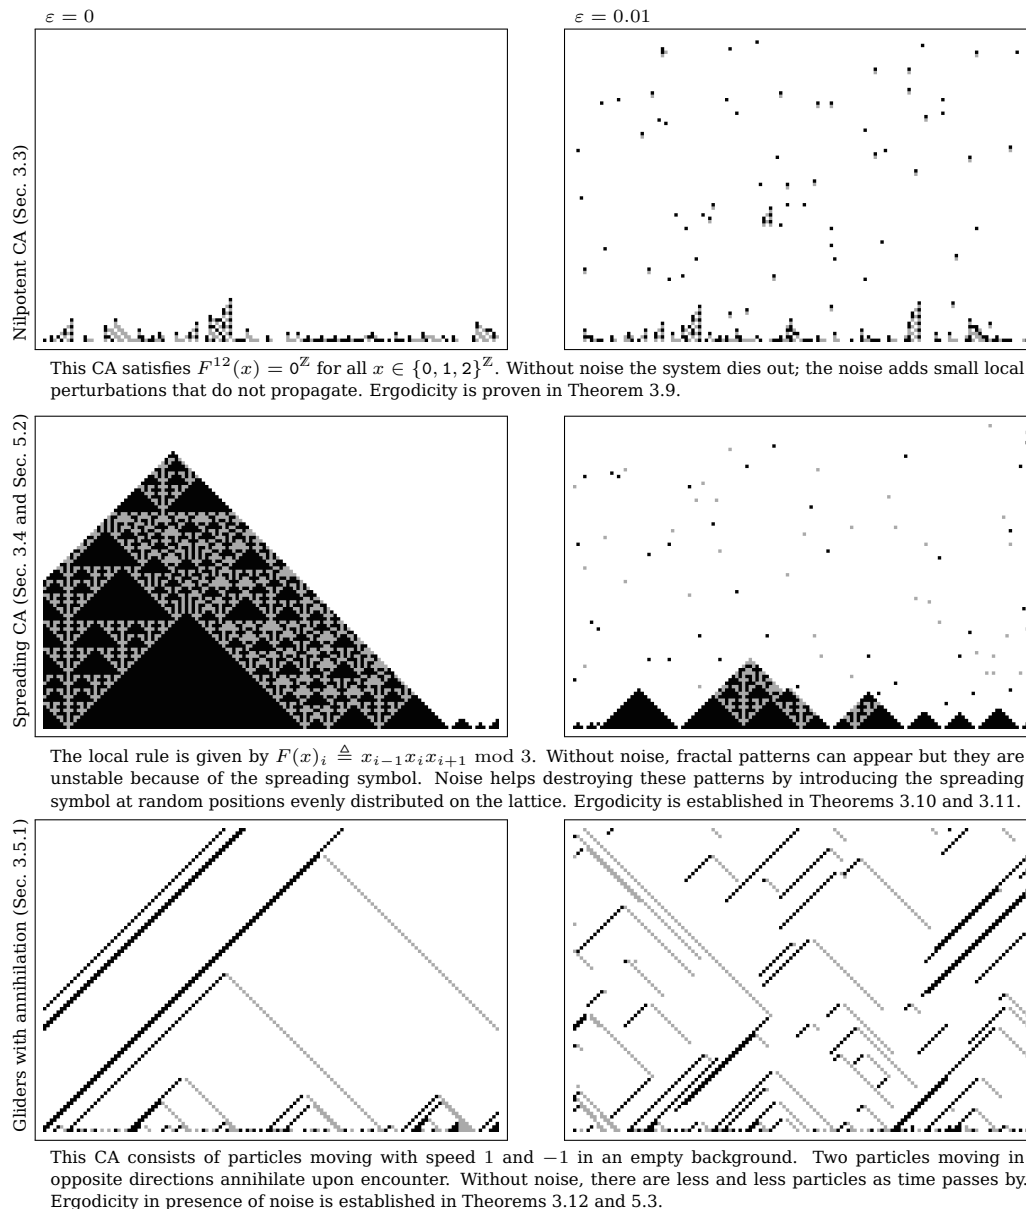 ε = 0
ε = 0.01
Nilpotent CA (Sec. 3.3)
This CA satisfies F¹²(x) = 0^ℤ for all x ∈ {0, 1, 2}^ℤ. Without noise the system dies out; the noise adds small local
perturbations that do not propagate. Ergodicity is proven in Theorem 3.9.
Spreading CA (Sec. 3.4 and Sec. 5.2)
The local rule is given by F(x)ᵢ ≜ xᵢ₋₁xᵢxᵢ₊₁ mod 3. Without noise, fractal patterns can appear but they are
unstable because of the spreading symbol. Noise helps destroying these patterns by introducing the spreading
symbol at random positions evenly distributed on the lattice. Ergodicity is established in Theorems 3.10 and 3.11.
Gliders with annihilation (Sec. 3.5.1)
This CA consists of particles moving with speed 1 and −1 in an empty background. Two particles moving in
opposite directions annihilate upon encounter. Without noise, there are less and less particles as time passes by.
Ergodicity in presence of noise is established in Theorems 3.12 and 5.3.